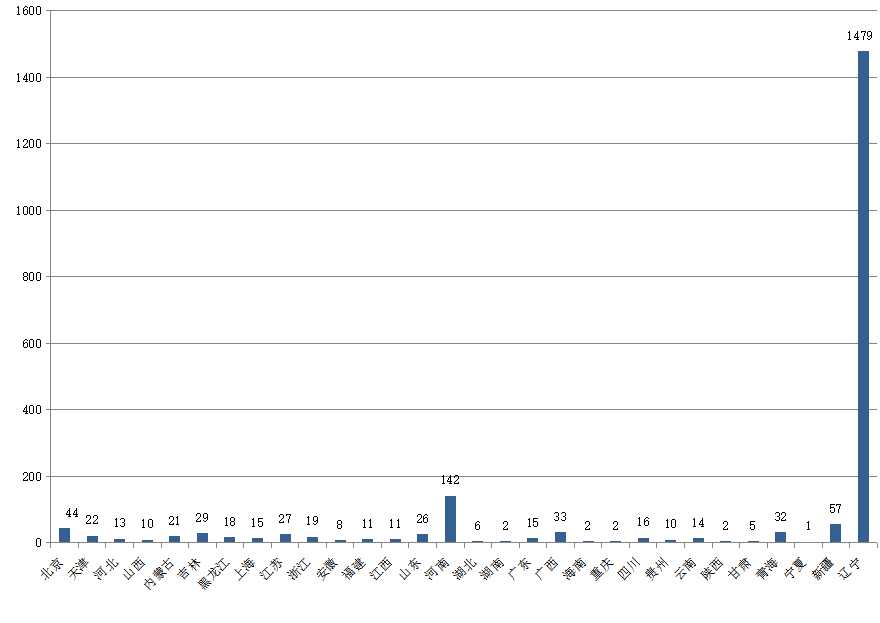 1600
1479
1400
1200
1000
800
600
400
200
0
44
22
13
10
21
29
18
15
27
19
8
11
11
26
142
6
2
15
33
2
2
16
10
14
2
5
32
1
57
北京
天津
河北
山西
内蒙古
吉林
黑龙江
上海
江苏
浙江
安徽
福建
江西
山东
河南
湖北
湖南
广东
广西
海南
重庆
四川
贵州
云南
陕西
甘肃
青海
宁夏
新疆
辽宁